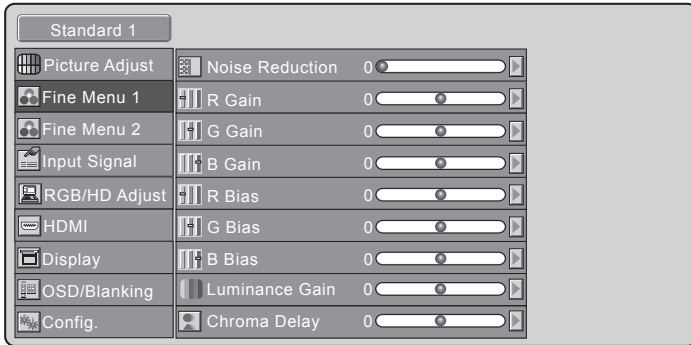 Standard 1
Picture Adjust
Fine Menu 1
Fine Menu 2
Input Signal
RGB/HD Adjust
HDMI
Display
OSD/Blanking
Config.
Noise Reduction 0
R Gain 0
G Gain 0
B Gain 0
R Bias 0
G Bias 0
B Bias 0
Luminance Gain 0
Chroma Delay 0